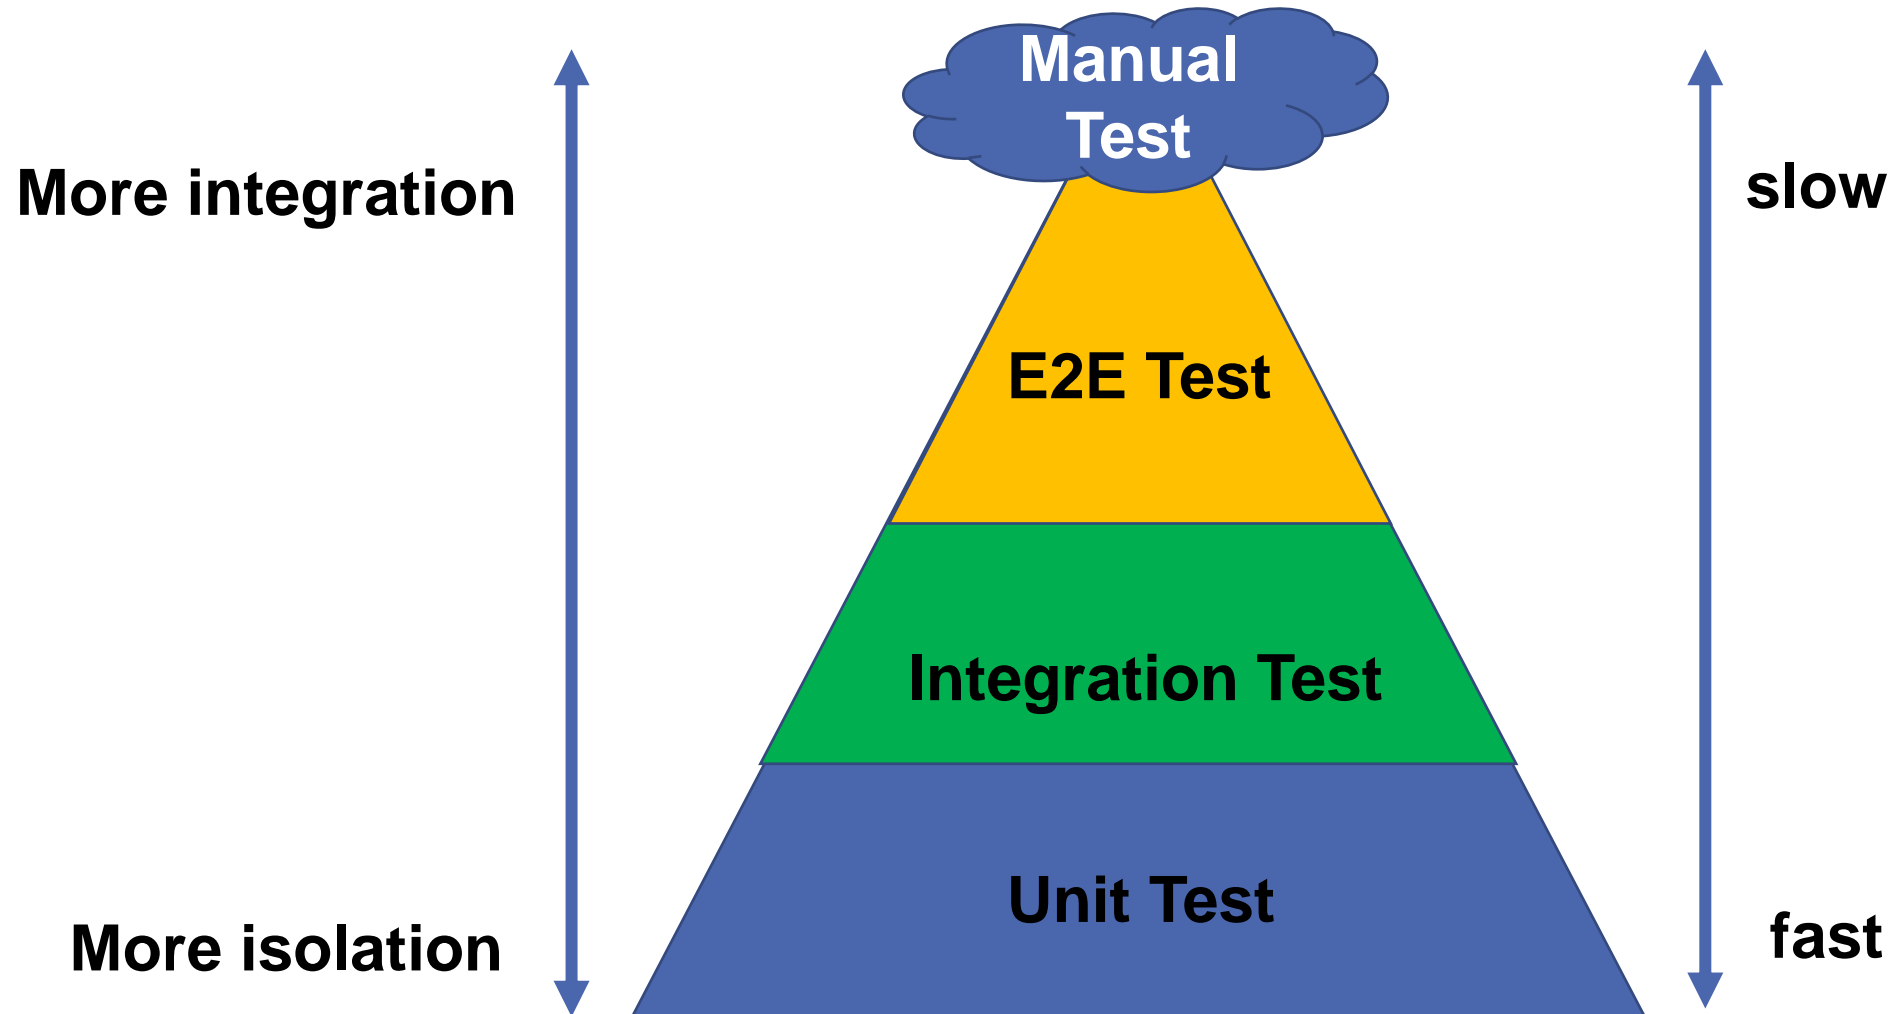 Manual
Test
More integration
slow
E2E Test
Integration Test
Unit Test
More isolation
fast